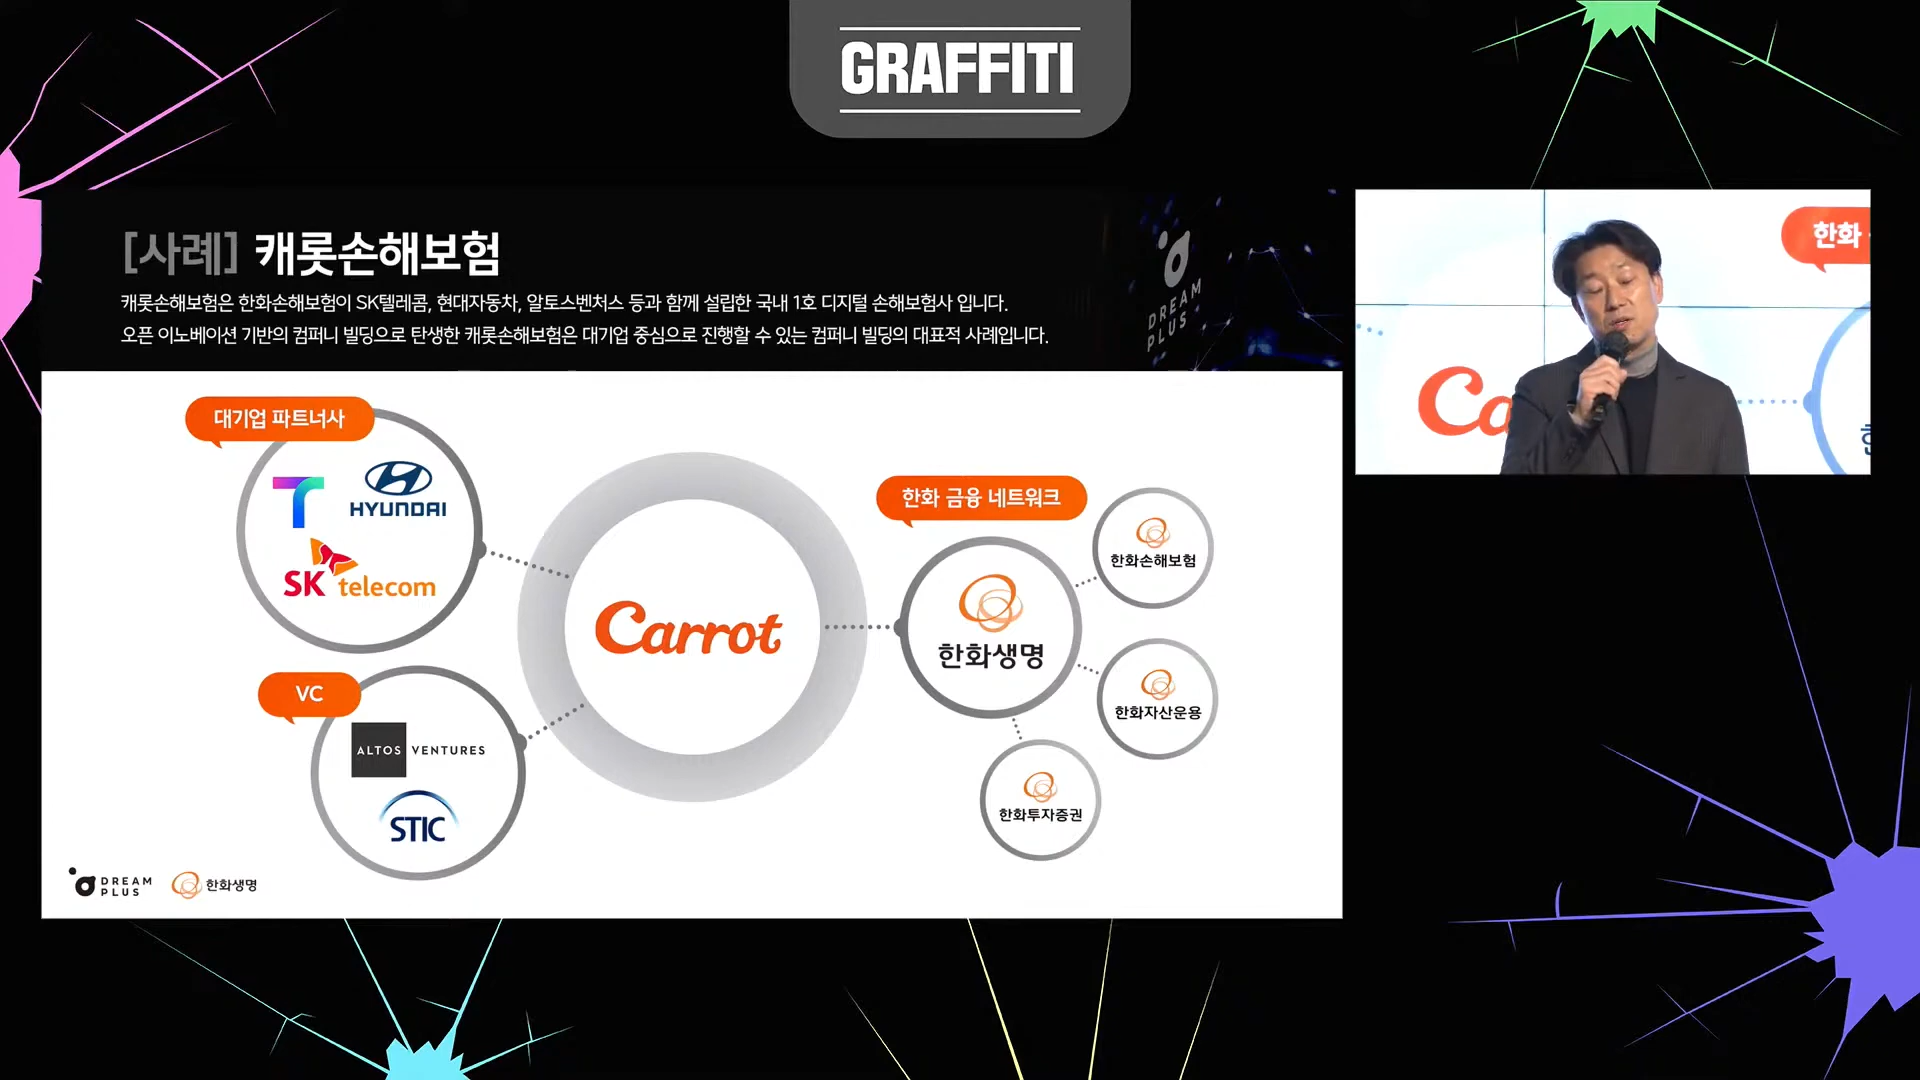 GRAFFITI
[사례] 캐롯손해보험
캐롯손해보험은 한화손해보험이 SK텔레콤, 현대자동차, 알토스벤처스 등과 함께 설립한 국내 1호 디지털 손해보험사 입니다.
오픈 이노베이션 기반의 컴퍼니 빌딩으로 탄생한 캐롯손해보험은 대기업 중심으로 진행할 수 있는 컴퍼니 빌딩의 대표적 사례입니다.
DREAM
PLUS
한화
Ca
대기업 파트너사
T
HYUNDAI
SK telecom
VC
ALTOS VENTURES
STIC
Carrot
한화 금융 네트워크
한화생명
한화손해보험
한화자산운용
한화투자증권
DREAM
PLUS
한화생명